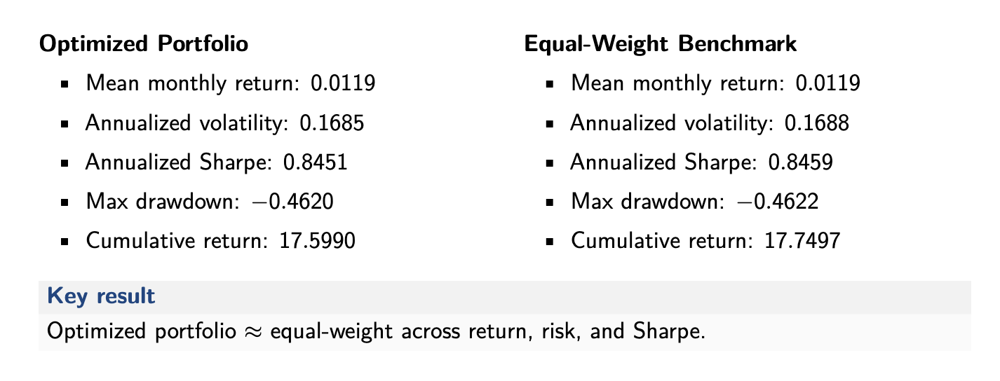 Optimized Portfolio
▪ Mean monthly return: 0.0119
▪ Annualized volatility: 0.1685
▪ Annualized Sharpe: 0.8451
▪ Max drawdown: −0.4620
▪ Cumulative return: 17.5990
Equal-Weight Benchmark
▪ Mean monthly return: 0.0119
▪ Annualized volatility: 0.1688
▪ Annualized Sharpe: 0.8459
▪ Max drawdown: −0.4622
▪ Cumulative return: 17.7497
Key result
Optimized portfolio ≈ equal-weight across return, risk, and Sharpe.